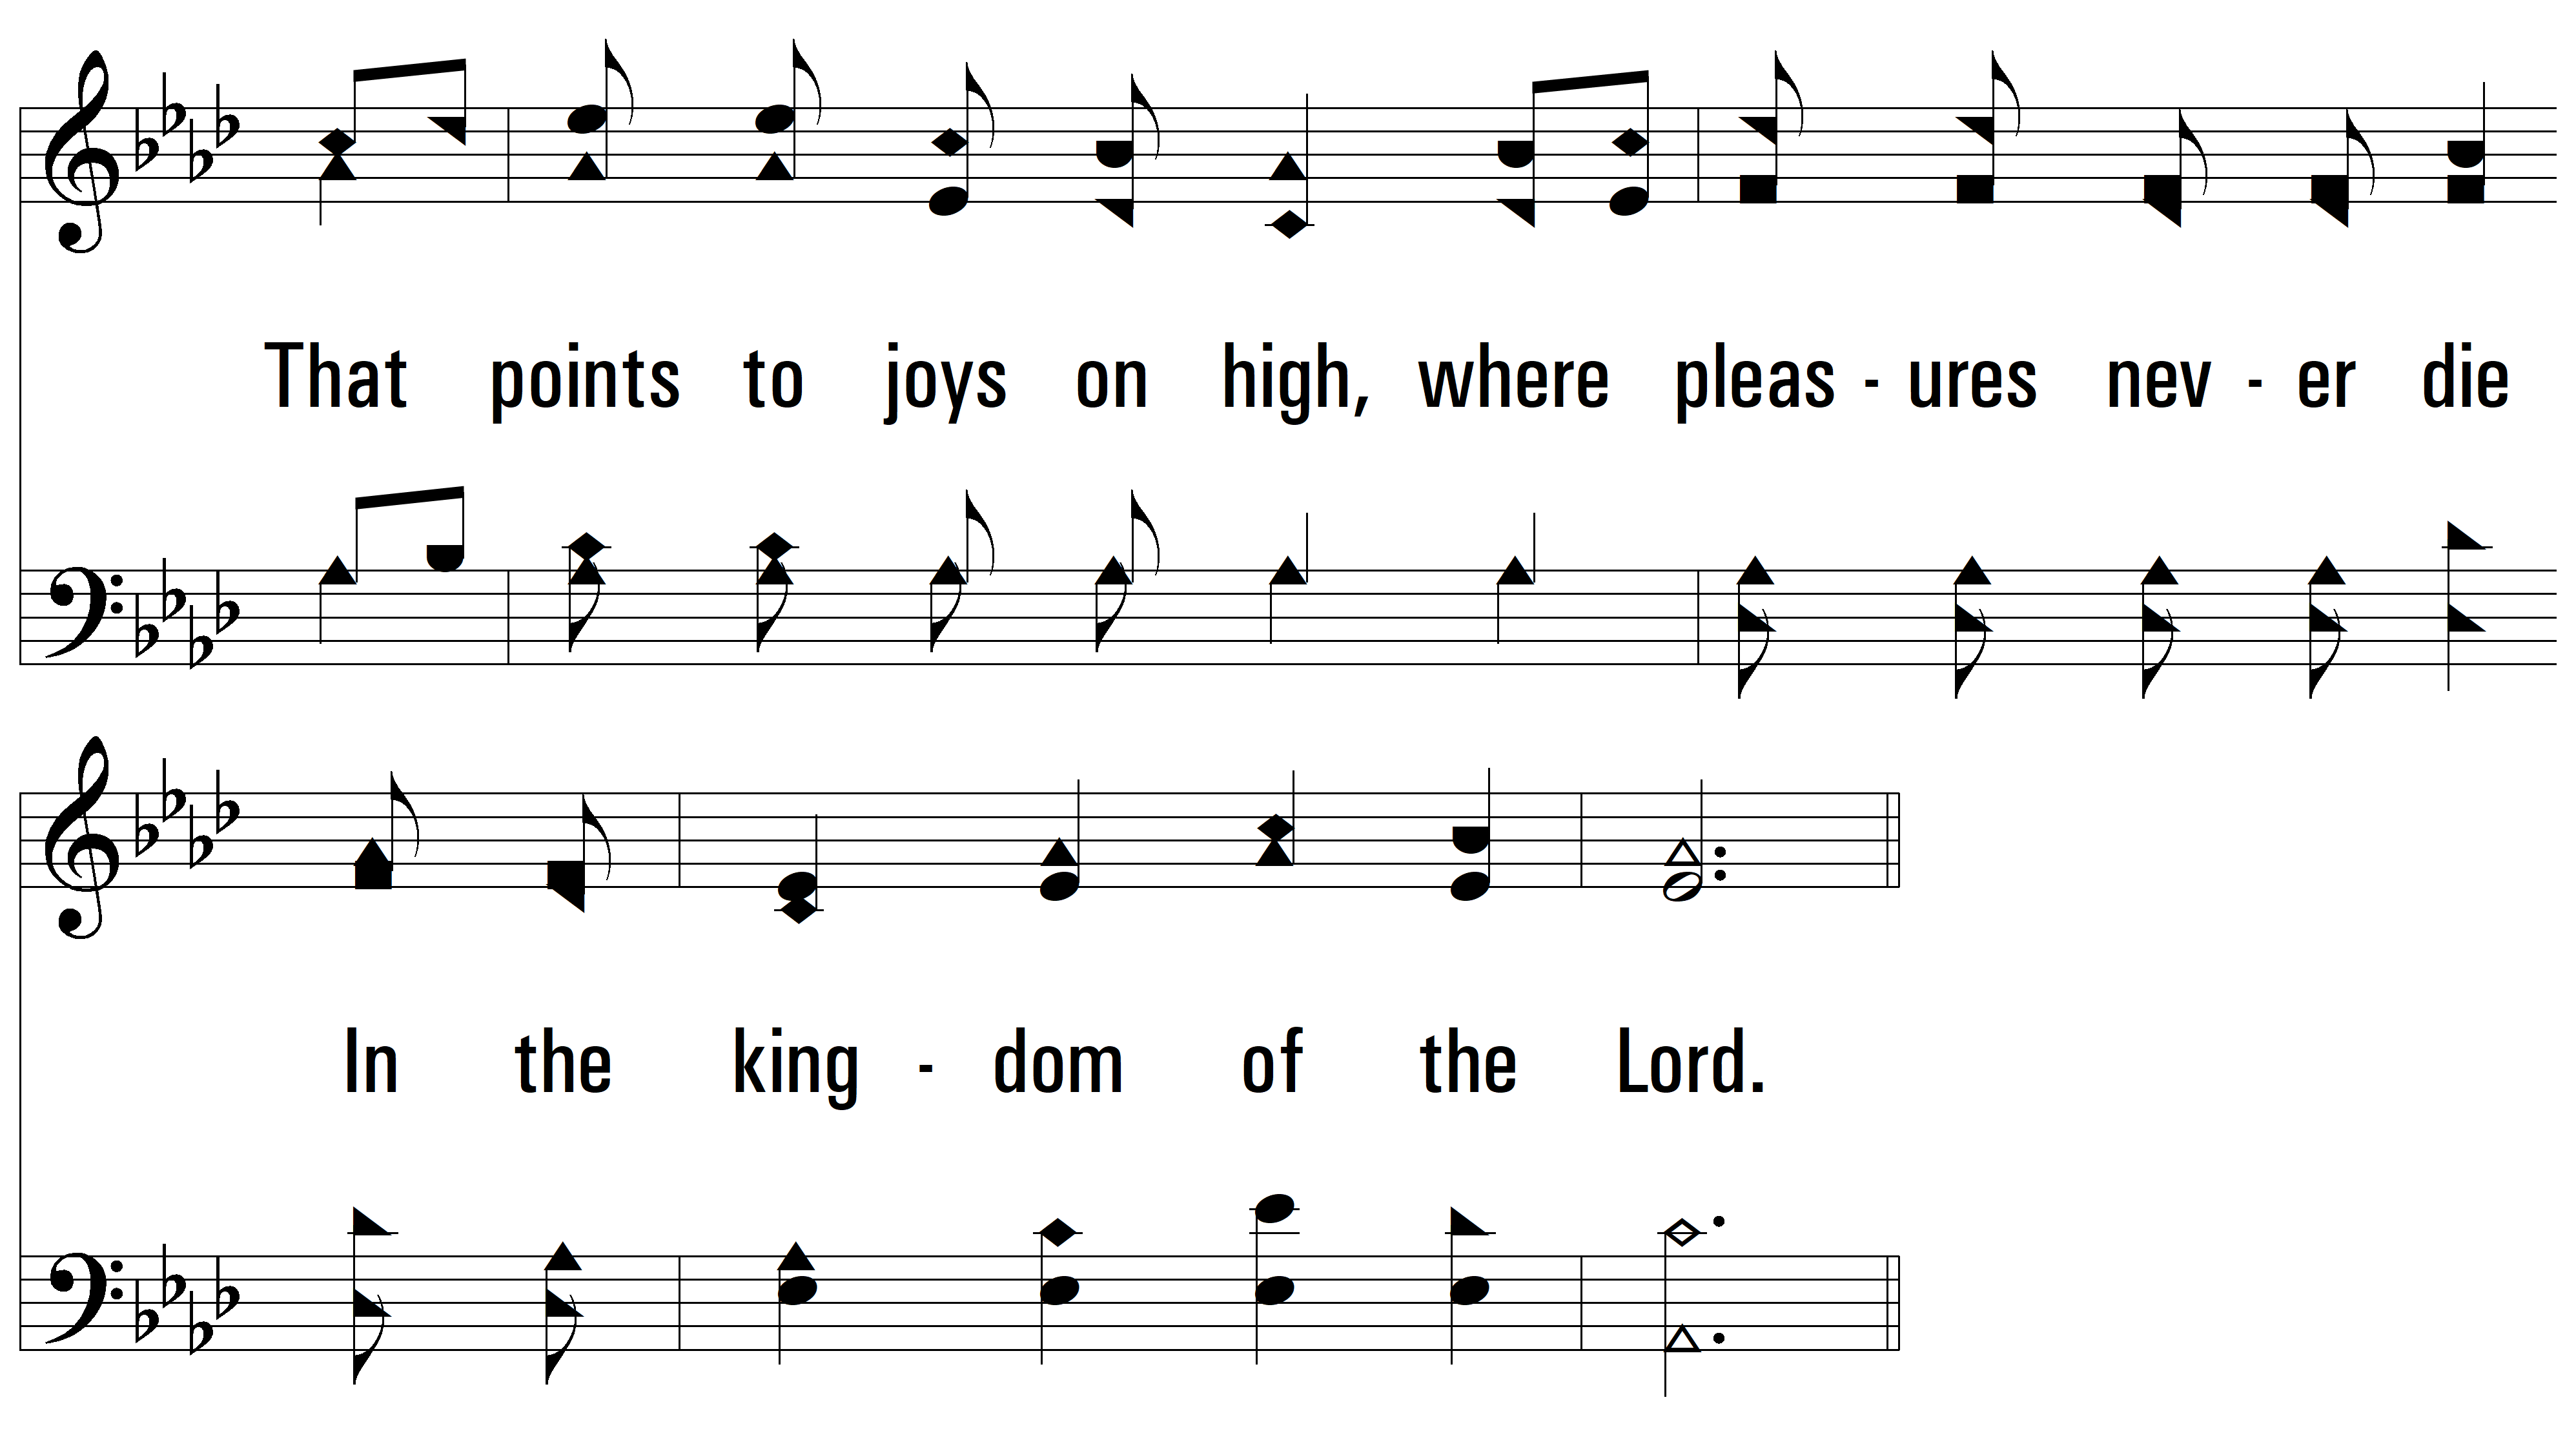 That points to joys on high, where pleas - ures nev - er die
In the king - dom of the Lord.